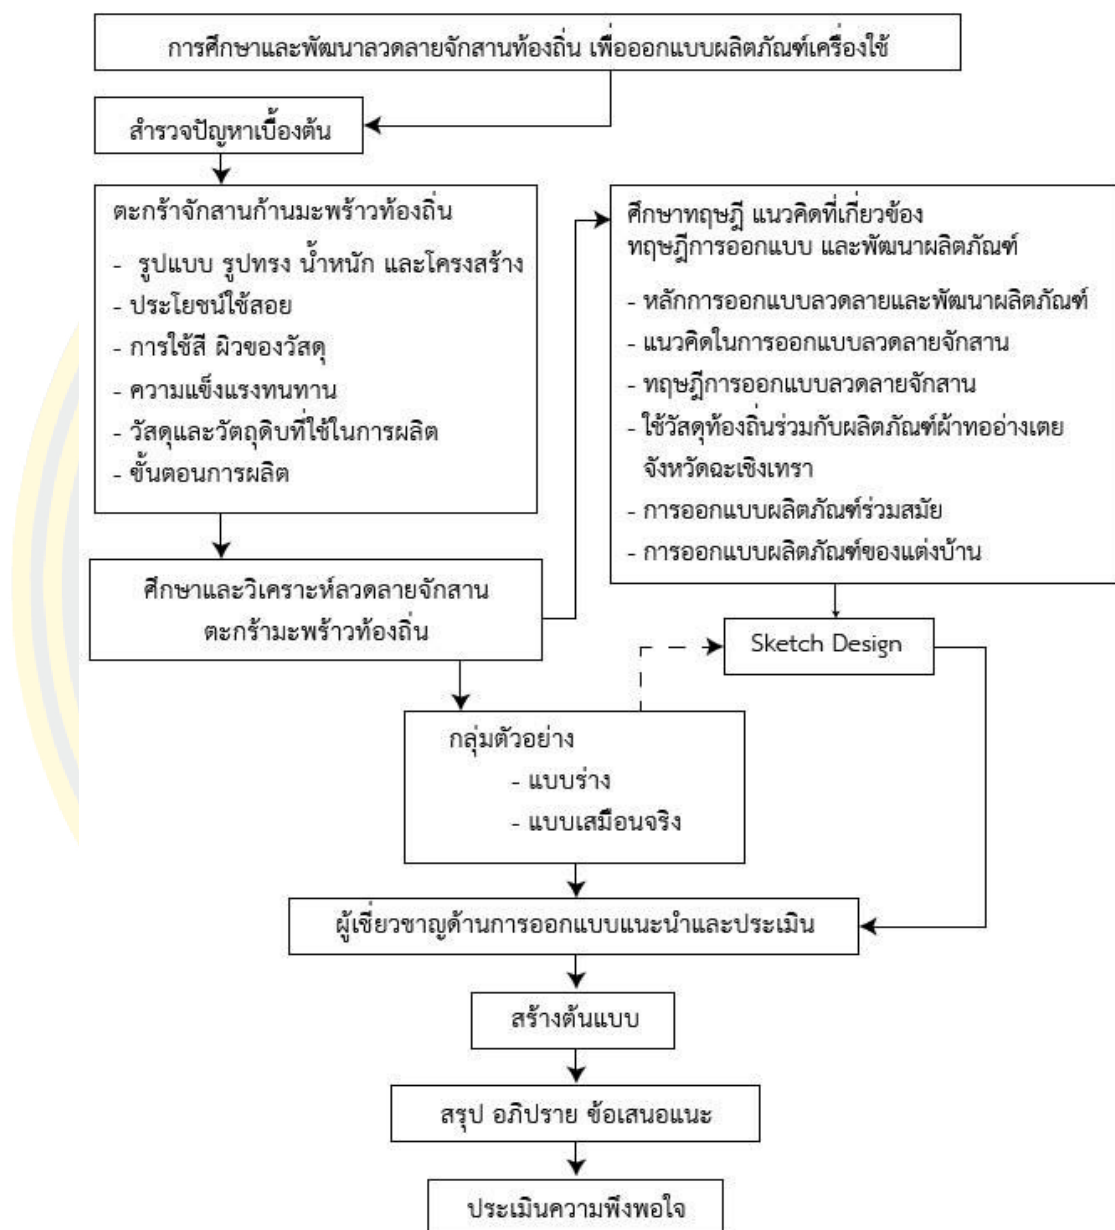 การศึกษาและพัฒนาลวดลายจักสานท้องถิ่น เพื่อออกแบบผลิตภัณฑ์เครื่องใช้
สำรวจปัญหาเบื้องต้น
ตะกร้าจักสานก้านมะพร้าวท้องถิ่น
- รูปแบบ รูปทรง น้ำหนัก และโครงสร้าง
- ประโยชน์ใช้สอย
- การใช้สี ผิวของวัสดุ
- ความแข็งแรงทนทาน
- วัสดุและวัตถุดิบที่ใช้ในการผลิต
- ขั้นตอนการผลิต
ศึกษาและวิเคราะห์ลวดลายจักสาน
ตะกร้ามะพร้าวท้องถิ่น
ศึกษาทฤษฎี แนวคิดที่เกี่ยวข้อง
ทฤษฎีการออกแบบ และพัฒนาผลิตภัณฑ์
- หลักการออกแบบลวดลายและพัฒนาผลิตภัณฑ์
- แนวคิดในการออกแบบลวดลายจักสาน
- ทฤษฎีการออกแบบลวดลายจักสาน
- ใช้วัสดุท้องถิ่นร่วมกับผลิตภัณฑ์ผ้าทออ่างเตย
จังหวัดฉะเชิงเทรา
- การออกแบบผลิตภัณฑ์ร่วมสมัย
- การออกแบบผลิตภัณฑ์ของแต่งบ้าน
Sketch Design
กลุ่มตัวอย่าง
- แบบร่าง
- แบบเสมือนจริง
ผู้เชี่ยวชาญด้านการออกแบบแนะนำและประเมิน
สร้างต้นแบบ
สรุป อภิปราย ข้อเสนอแนะ
ประเมินความพึงพอใจ